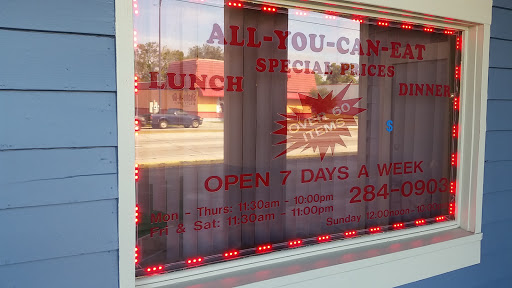 ALL-YOU-CAN-EAT
SPECIAL PRICES
LUNCH
DINNER
OVER 60
ITEMS
OPEN 7 DAYS A WEEK
284-0903
Mon - Thurs: 11:30am - 10:00pm
Fri & Sat: 11:30am - 11:00pm
Sunday 12:00noon -